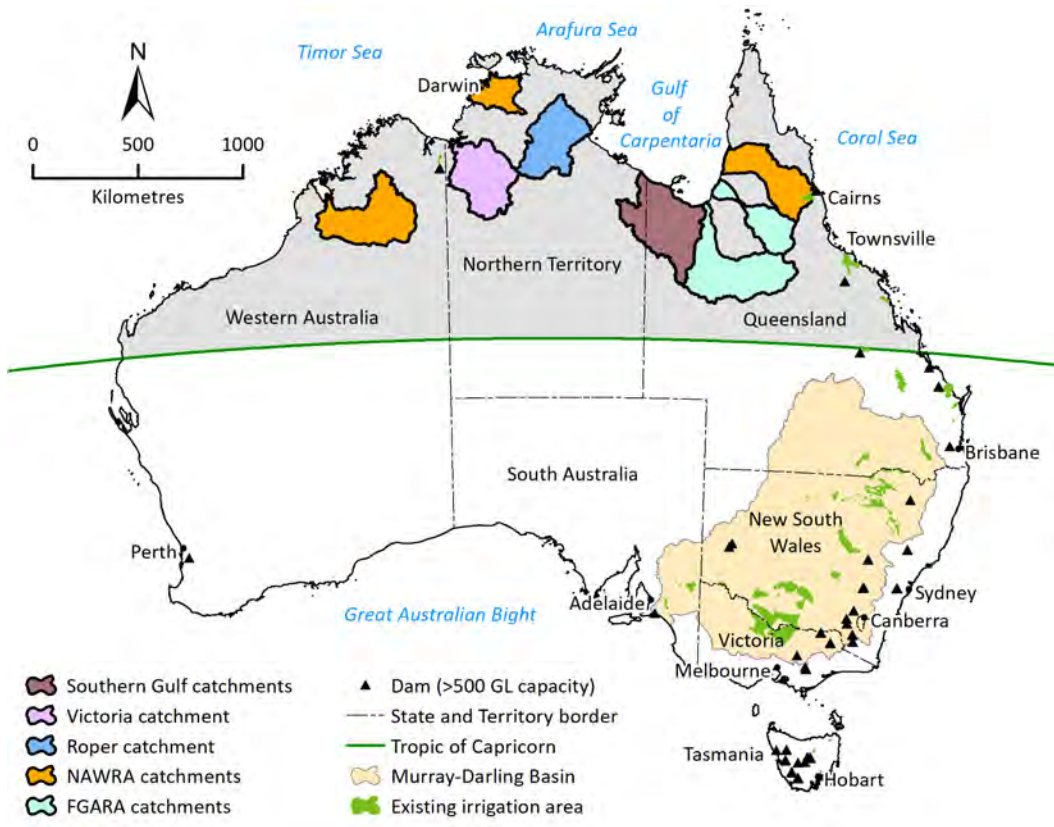 Timor Sea
Arafura Sea
N
Darwin
Gulf
of
Carpentaria
Coral Sea
0 500 1000
Kilometres
Cairns
Townsville
Northern Territory
Western Australia
Queensland
Brisbane
South Australia
New South
Wales
Perth
Sydney
Adelaide
Great Australian Bight
Canberra
Victoria
Melbourne
Southern Gulf catchments
Victoria catchment
Roper catchment
NAWRA catchments
FGARA catchments
Dam (>500 GL capacity)
State and Territory border
Tropic of Capricorn
Murray-Darling Basin
Existing irrigation area
Tasmania
Hobart